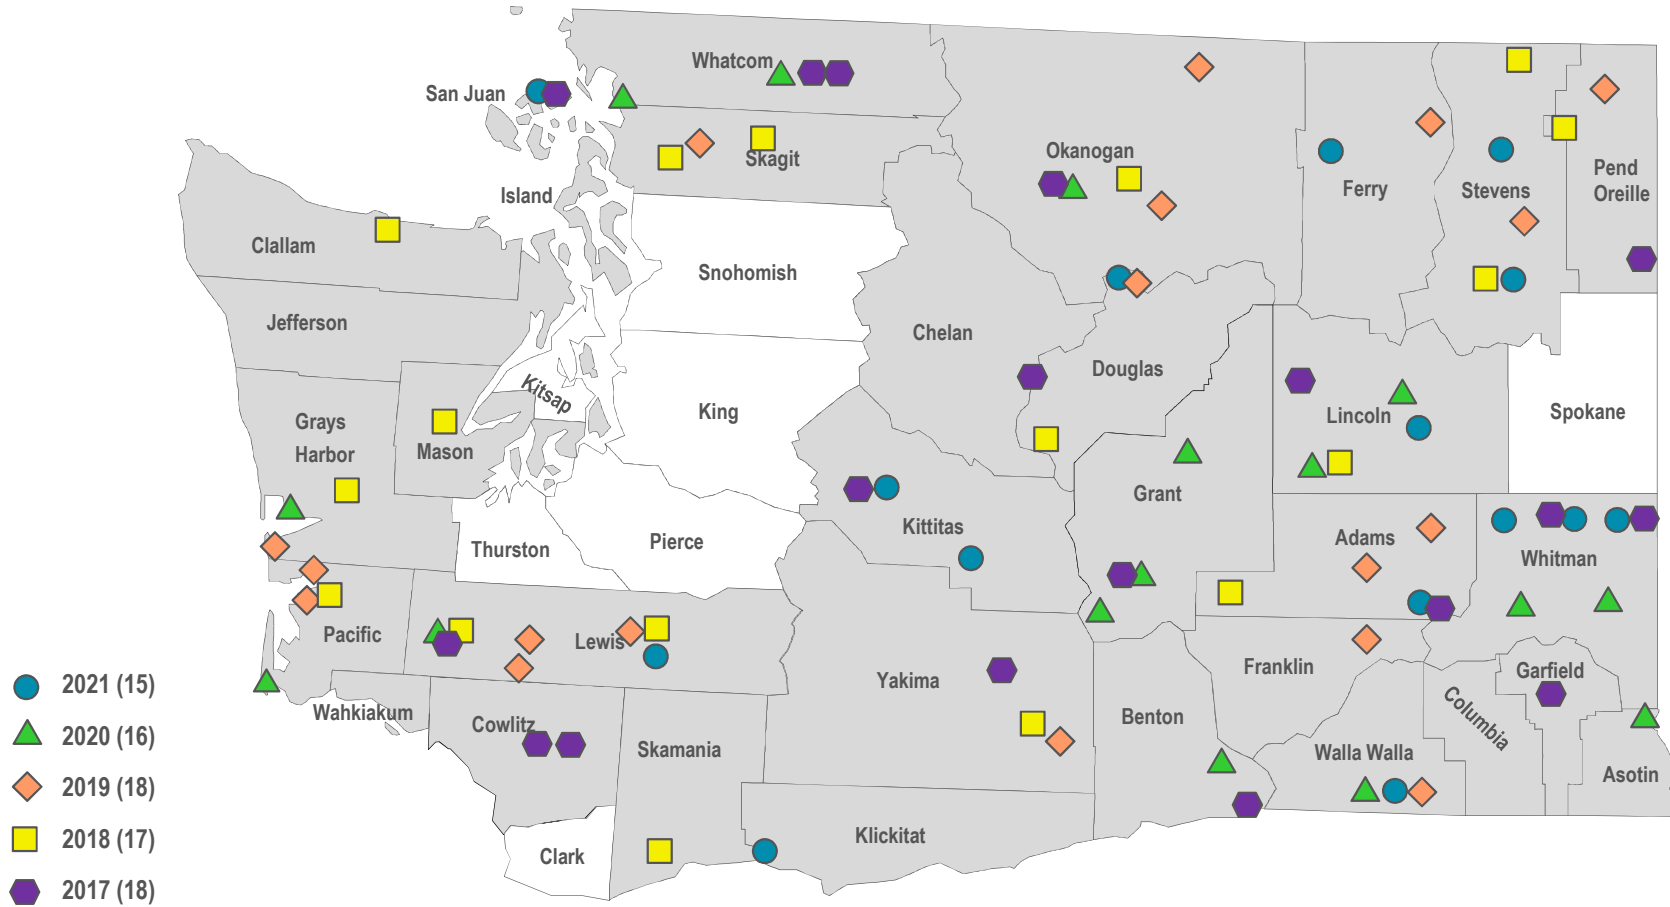 Whatcom
San Juan
Skagit
Island
Okanogan
Ferry
Stevens
Pend
Oreille
Clallam
Snohomish
Jefferson
Chelan
Douglas
Kitsap
King
Grays
Harbor
Mason
Lincoln
Spokane
Grant
Kittitas
Thurston
Pierce
Adams
Whitman
Pacific
Lewis
Yakima
Franklin
Garfield
Columbia
Wahkiakum
Cowlitz
Skamania
Benton
Walla Walla
Asotin
Klickitat
Clark
2021 (15)
2020 (16)
2019 (18)
2018 (17)
2017 (18)